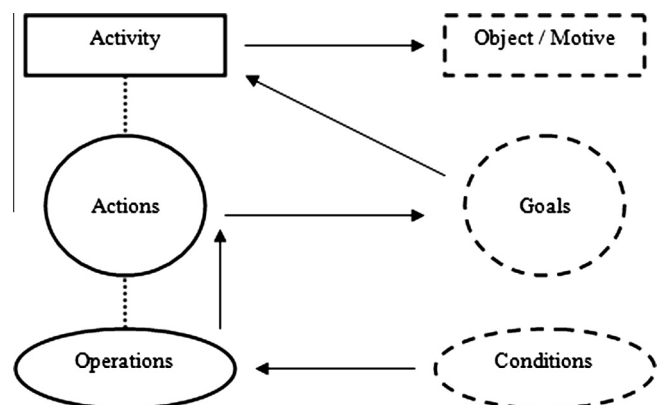 Activity
Object / Motive
Actions
Goals
Operations
Conditions